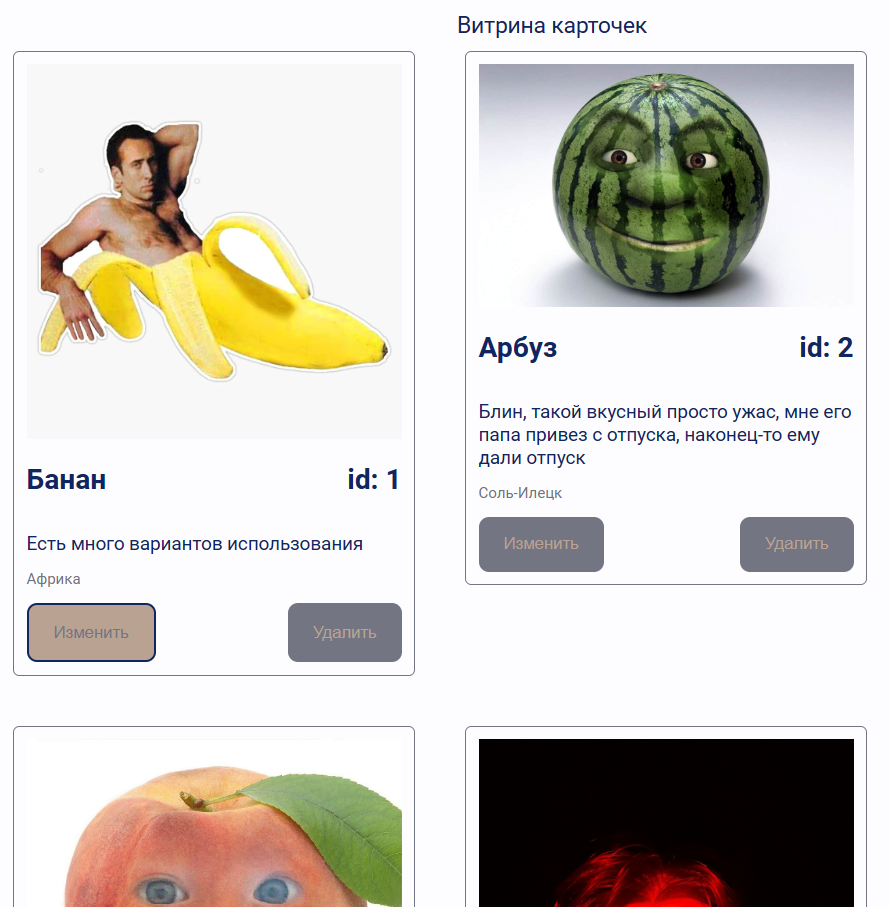 Витрина карточек
Банан id: 1
Есть много вариантов использования
Африка
Изменить Удалить
Арбуз id: 2
Блин, такой вкусный просто ужас, мне его
папа привез с отпуска, наконец-то ему
дали отпуск
Соль-Илецк
Изменить Удалить